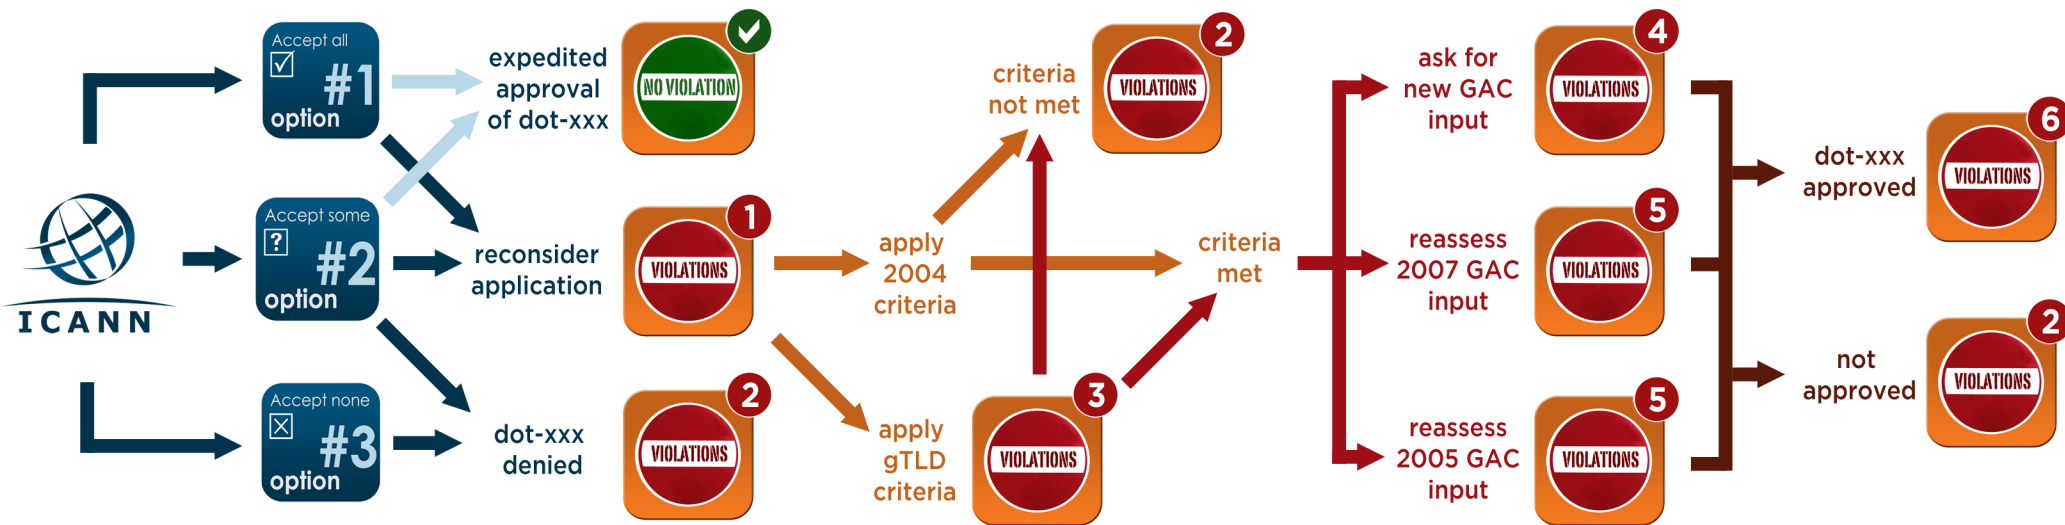 ICANN
Accept all
#1
option
Accept some
?
#2
option
Accept none
#3
option
expedited
approval
of dot-xxx
NO VIOLATION
reconsider
application
1
VIOLATIONS
dot-xxx
denied
2
VIOLATIONS
apply
2004
criteria
apply
gTLD
criteria
3
VIOLATIONS
criteria
not met
2
VIOLATIONS
criteria
met
ask for
new GAC
input
4
VIOLATIONS
reassess
2007 GAC
input
5
VIOLATIONS
reassess
2005 GAC
input
5
VIOLATIONS
dot-xxx
approved
6
VIOLATIONS
not
approved
2
VIOLATIONS